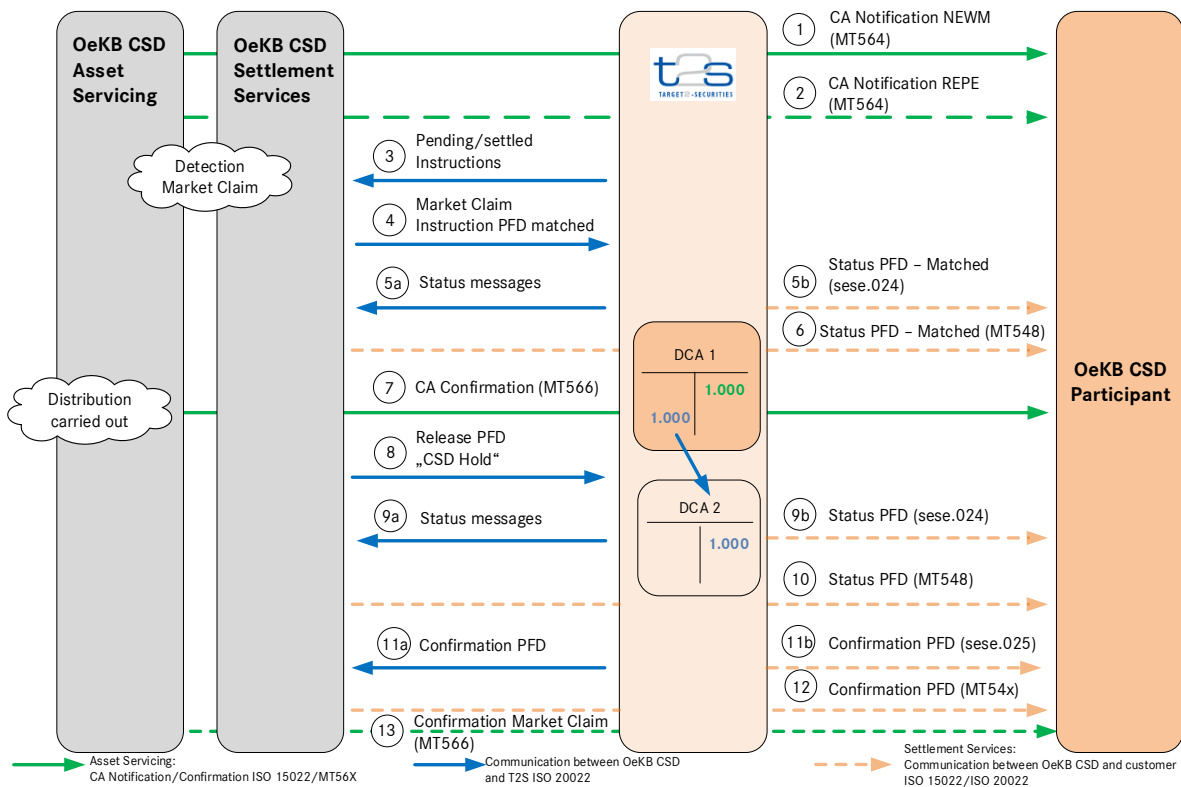 OeKB CSD
Asset
Servicing
OeKB CSD
Settlement
Services
t2s
TARGET2-SECURITIES
1
CA Notification NEWM
(MT564)
2
CA Notification REPE
(MT564)
3
Pending/settled
Instructions
Detection
Market Claim
4
Market Claim
Instruction PFD matched
5a
Status messages
5b
Status PFD – Matched
(sese.024)
6
Status PFD – Matched (MT548)
DCA 1
1.000
1.000
OeKB CSD
Participant
7
CA Confirmation (MT566)
Distribution
carried out
8
Release PFD
„CSD Hold“
9a
Status messages
DCA 2
1.000
9b
Status PFD (sese.024)
10
Status PFD (MT548)
11a
Confirmation PFD
11b
Confirmation PFD (sese.025)
12
Confirmation PFD (MT54x)
13
Confirmation Market Claim
(MT566)
Asset Servicing:
CA Notification/Confirmation ISO 15022/MT56X
Communication between OeKB CSD
and T2S ISO 20022
Settlement Services:
Communication between OeKB CSD and customer
ISO 15022/ISO 20022